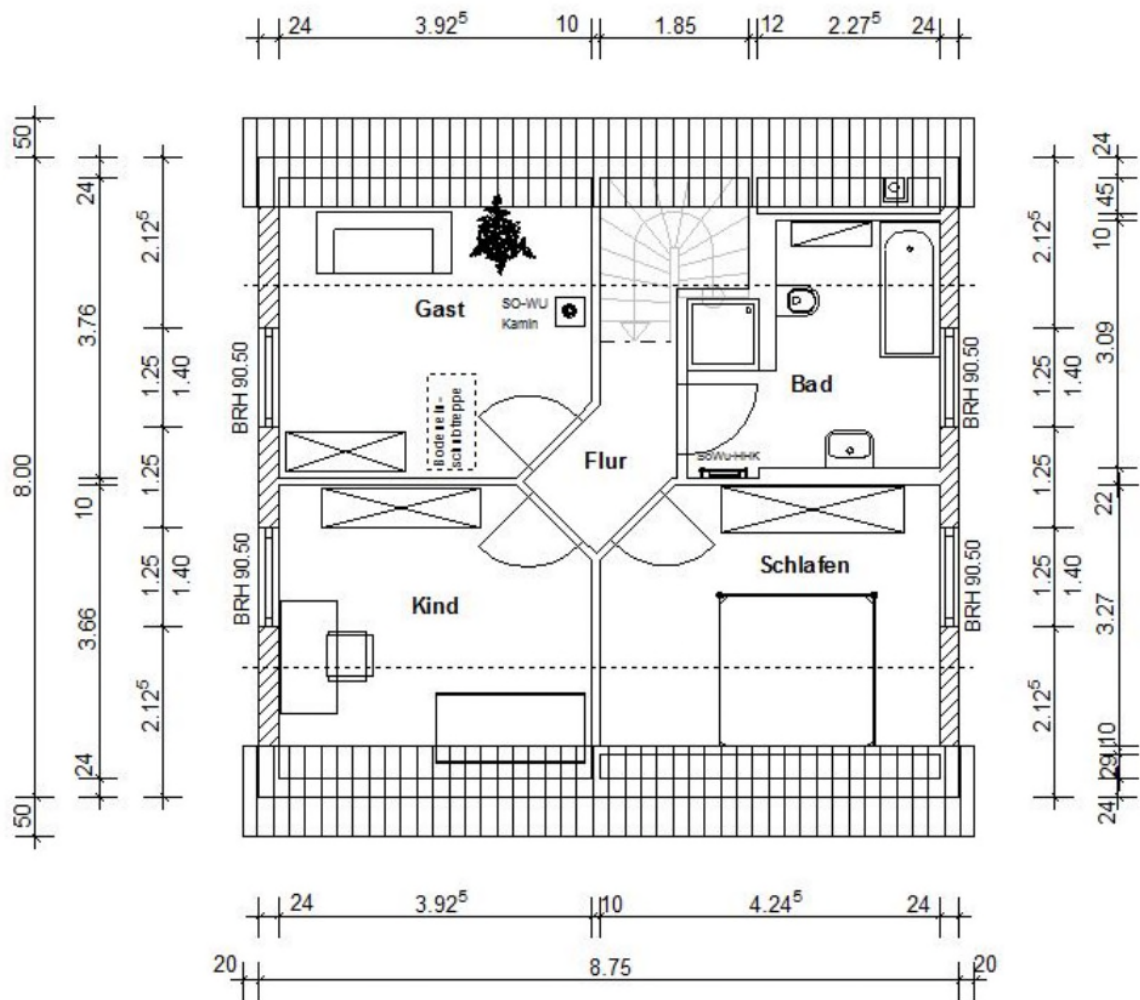 24 3.92⁵ 10 1.85 12 2.27⁵ 24
50
8.00
50
24
3.76
10
3.66
24
2.12⁵
1.25
1.40
1.25
1.25
1.40
2.12⁵
BRH 90.50
BRH 90.50
Gast
SO-WU
Kamin
Bodenein-
schubtreppe
Flur
Bad
SoWu-HHK
Kind
Schlafen
BRH 90.50
BRH 90.50
2.12⁵
1.25
1.40
1.25
1.25
1.40
2.12⁵
24
45
10
3.09
22
3.27
10
29
24
24 3.92⁵ 10 4.24⁵ 24
20 8.75 20